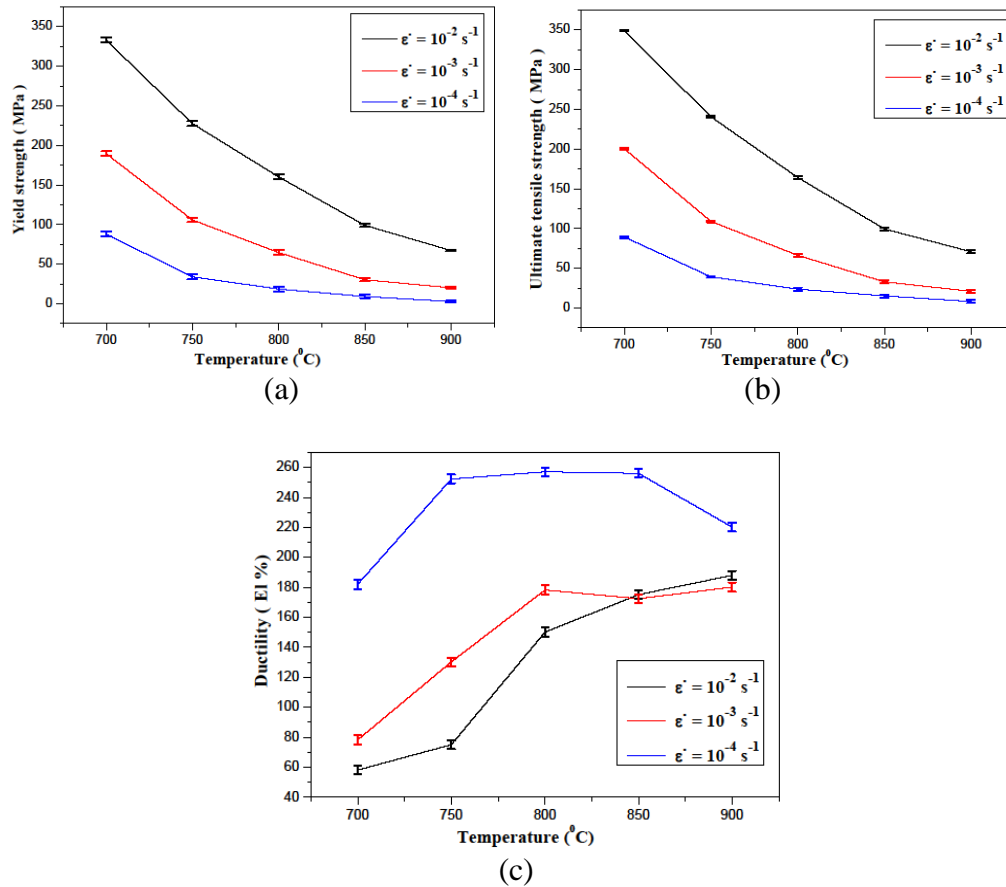 350
300
250
200
150
100
50
0
Yield strength ( MPa)
700 750 800 850 900
Temperature (⁰C)
ε˙ = 10⁻² s⁻¹
ε˙ = 10⁻³ s⁻¹
ε˙ = 10⁻⁴ s⁻¹
(a)
350
300
250
200
150
100
50
0
Ultimate tensile strength ( MPa)
700 750 800 850 900
Temperature (⁰C)
ε˙ = 10⁻² s⁻¹
ε˙ = 10⁻³ s⁻¹
ε˙ = 10⁻⁴ s⁻¹
(b)
260
240
220
200
180
160
140
120
100
80
60
40
Ductility ( El %)
700 750 800 850 900
Temperature (⁰C)
ε˙ = 10⁻² s⁻¹
ε˙ = 10⁻³ s⁻¹
ε˙ = 10⁻⁴ s⁻¹
(c)